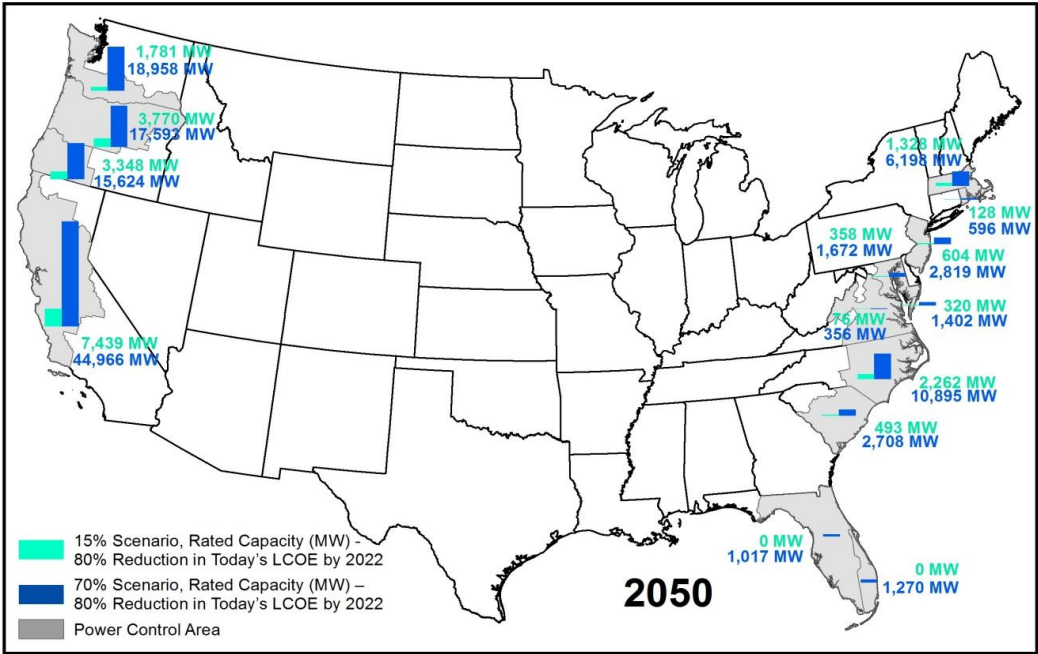 1,781 MW
18,958 MW
3,770 MW
17,593 MW
3,348 MW
15,624 MW
7,439 MW
44,966 MW
1,328 MW
6,198 MW
128 MW
596 MW
358 MW
1,672 MW
604 MW
2,819 MW
320 MW
1,402 MW
76 MW
356 MW
2,262 MW
10,895 MW
493 MW
2,708 MW
0 MW
1,017 MW
0 MW
1,270 MW
2050
15% Scenario, Rated Capacity (MW) –
80% Reduction in Today's LCOE by 2022
70% Scenario, Rated Capacity (MW) –
80% Reduction in Today's LCOE by 2022
Power Control Area